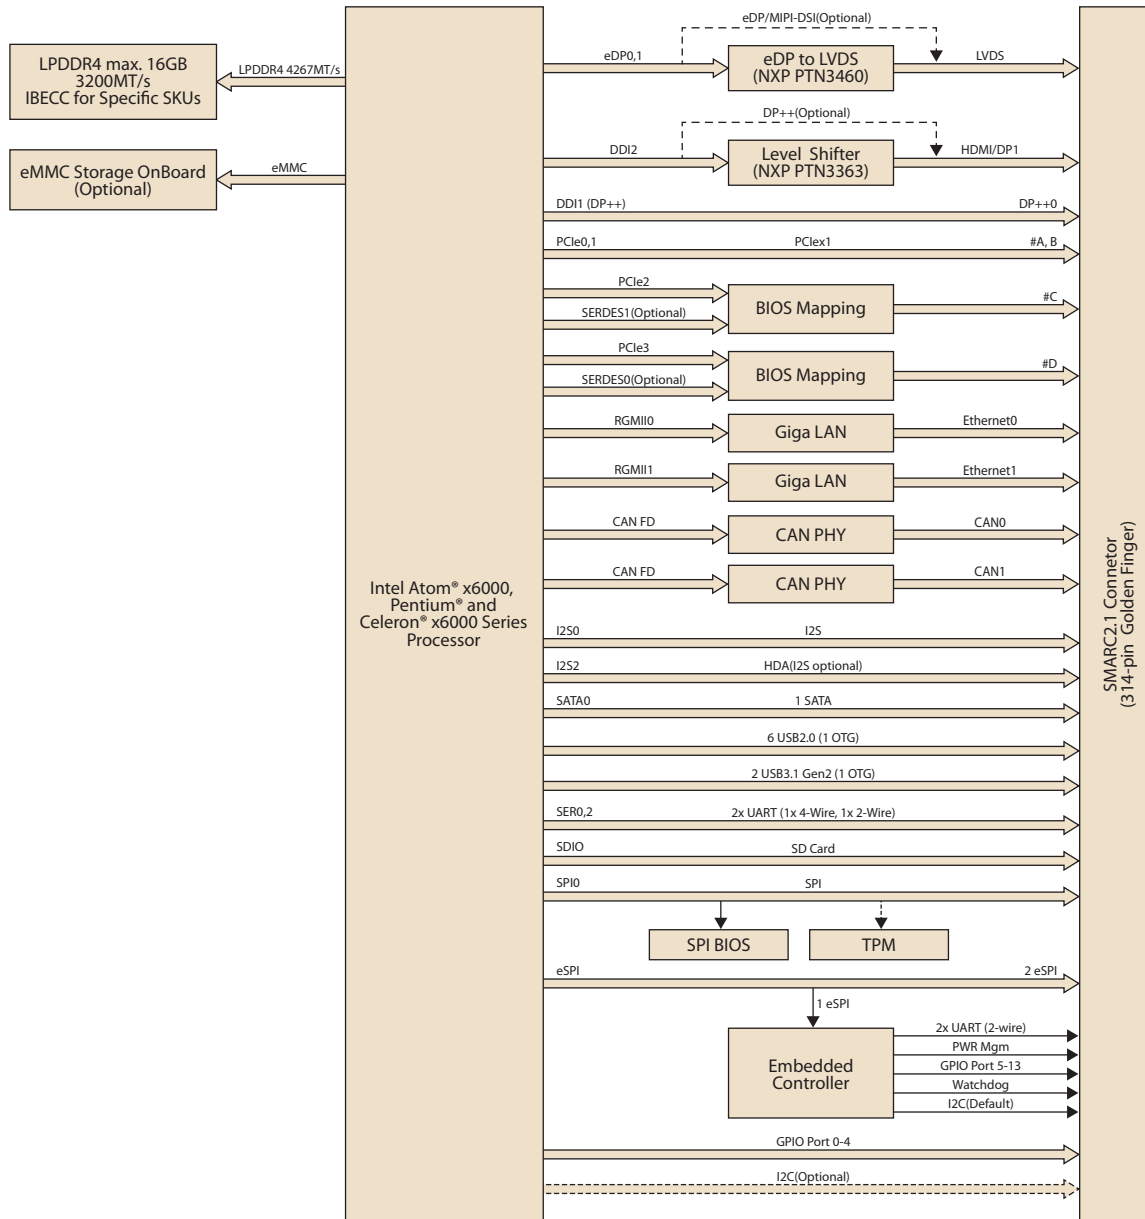 LPDDR4 max. 16GB
3200MT/s
IBECC for Specific SKUs
LPDDR4 4267MT/s
eMMC Storage OnBoard
(Optional)
eMMC
Intel Atom® x6000,
Pentium® and
Celeron® x6000 Series
Processor
eDP/MIPI-DSI(Optional)
eDP0,1
eDP to LVDS
(NXP PTN3460)
LVDS
DP++(Optional)
DDI2
Level Shifter
(NXP PTN3363)
HDMI/DP1
DDI1 (DP++)
DP++0
PCIe0,1
PCIex1
#A, B
PCIe2
SERDES1(Optional)
BIOS Mapping
#C
PCIe3
SERDES0(Optional)
BIOS Mapping
#D
RGMII0
Giga LAN
Ethernet0
RGMII1
Giga LAN
Ethernet1
CAN FD
CAN PHY
CAN0
CAN FD
CAN PHY
CAN1
I2S0
I2S
I2S2
HDA(I2S optional)
SATA0
1 SATA
6 USB2.0 (1 OTG)
2 USB3.1 Gen2 (1 OTG)
SER0,2
2x UART (1x 4-Wire, 1x 2-Wire)
SDIO
SD Card
SPI0
SPI
SPI BIOS
TPM
eSPI
2 eSPI
1 eSPI
Embedded
Controller
2x UART (2-wire)
PWR Mgm
GPIO Port 5-13
Watchdog
I2C(Default)
GPIO Port 0-4
I2C(Optional)
SMARC2.1 Connetor
(314-pin Golden Finger)